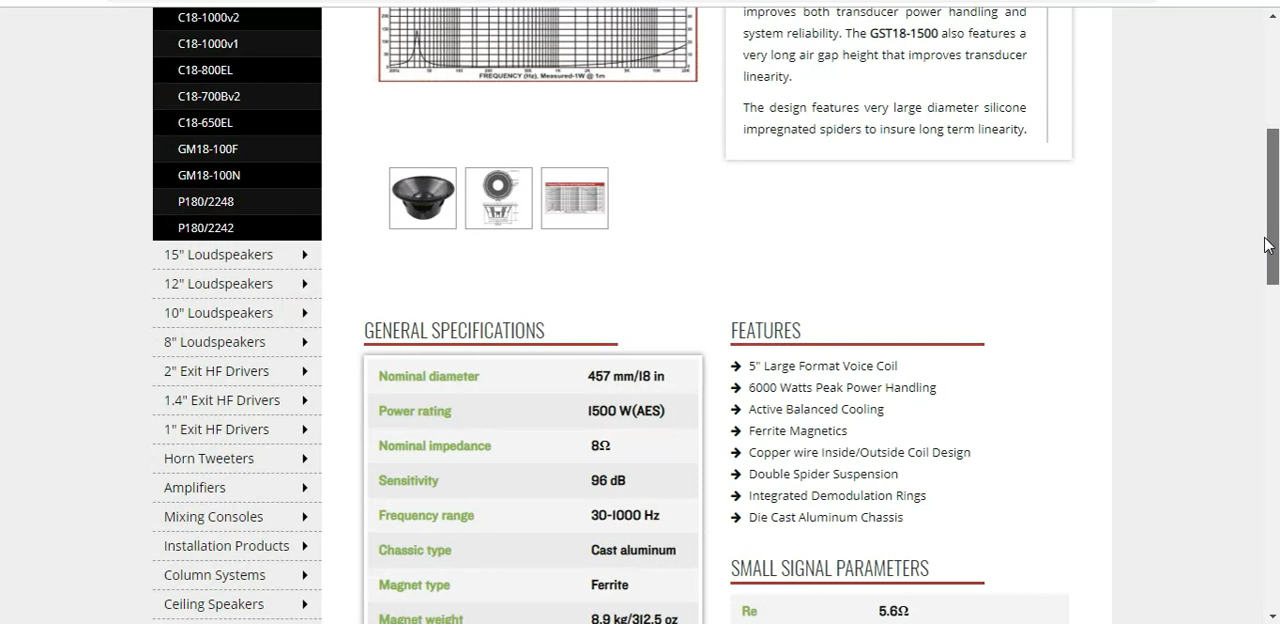 C18-1000v2
C18-1000v1
C18-800EL
C18-700Bv2
C18-650EL
GM18-100F
GM18-100N
P180/2248
P180/2242
15" Loudspeakers
12" Loudspeakers
10" Loudspeakers
8" Loudspeakers
2" Exit HF Drivers
1.4" Exit HF Drivers
1" Exit HF Drivers
Horn Tweeters
Amplifiers
Mixing Consoles
Installation Products
Column Systems
Ceiling Speakers
FREQUENCY (Hz), Measured-1W @ 1m
improves both transducer power handling and
system reliability. The GST18-1500 also features a
very long air gap height that improves transducer
linearity.
The design features very large diameter silicone
impregnated spiders to insure long term linearity.
GENERAL SPECIFICATIONS
Nominal diameter 457 mm/18 in
Power rating 1500 W(AES)
Nominal impedance 8Ω
Sensitivity 96 dB
Frequency range 30-1000 Hz
Chassic type Cast aluminum
Magnet type Ferrite
Magnet weight 8.9 kg/312.5 oz
FEATURES
5" Large Format Voice Coil
6000 Watts Peak Power Handling
Active Balanced Cooling
Ferrite Magnetics
Copper wire Inside/Outside Coil Design
Double Spider Suspension
Integrated Demodulation Rings
Die Cast Aluminum Chassis
SMALL SIGNAL PARAMETERS
Re 5.6Ω